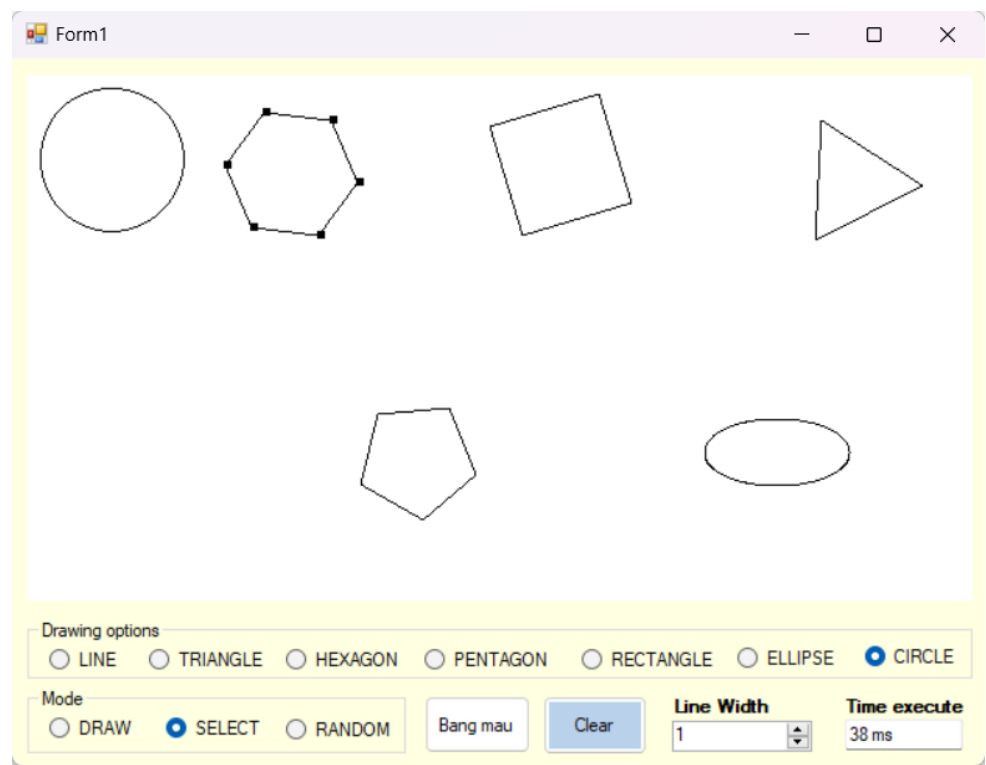 Form1
Drawing options
LINE TRIANGLE HEXAGON PENTAGON RECTANGLE ELLIPSE CIRCLE
Mode
DRAW SELECT RANDOM
Bang mau
Clear
Line Width
1
Time execute
38 ms